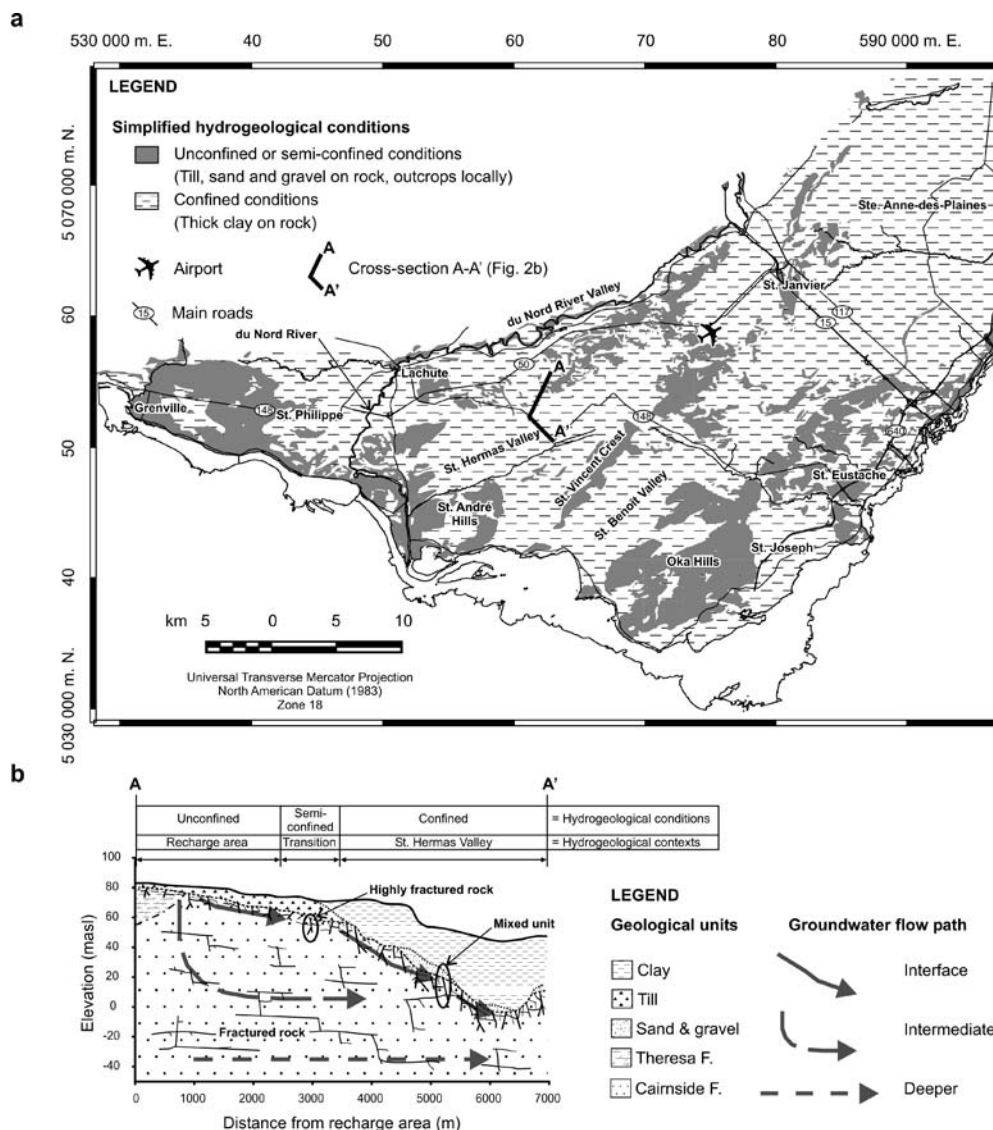 a
530 000 m. E.
40
50
60
70
80
590 000 m. E.
5 070 000 m. N.
60
50
40
5 030 000 m. N.
LEGEND
Simplified hydrogeological conditions
Unconfined or semi-confined conditions
(Till, sand and gravel on rock, outcrops locally)
Confined conditions
(Thick clay on rock)
Airport
A
A'
Cross-section A-A' (Fig. 2b)
15
Main roads
du Nord River
du Nord River Valley
Ste. Anne-des-Plaines
St. Janvier
117
15
50
Lachute
A
A'
Grenville
148
St. Philippe
St. Hermas Valley
148
St. Vincent Crest
St. Benoit Valley
640
St. Eustache
St. André
Hills
St. Joseph
Oka Hills
km 5 0 5 10
Universal Transverse Mercator Projection
North American Datum (1983)
Zone 18
b
A
A'
Unconfined
Semi-
confined
Confined
= Hydrogeological conditions
Recharge area
Transition
St. Hermas Valley
= Hydrogeological contexts
Elevation (masl)
100
80
60
40
20
0
-20
-40
Highly fractured rock
Mixed unit
Fractured rock
0 1000 2000 3000 4000 5000 6000 7000
Distance from recharge area (m)
LEGEND
Geological units
Clay
Till
Sand & gravel
Theresa F.
Cairnside F.
Groundwater flow path
Interface
Intermediate
Deeper